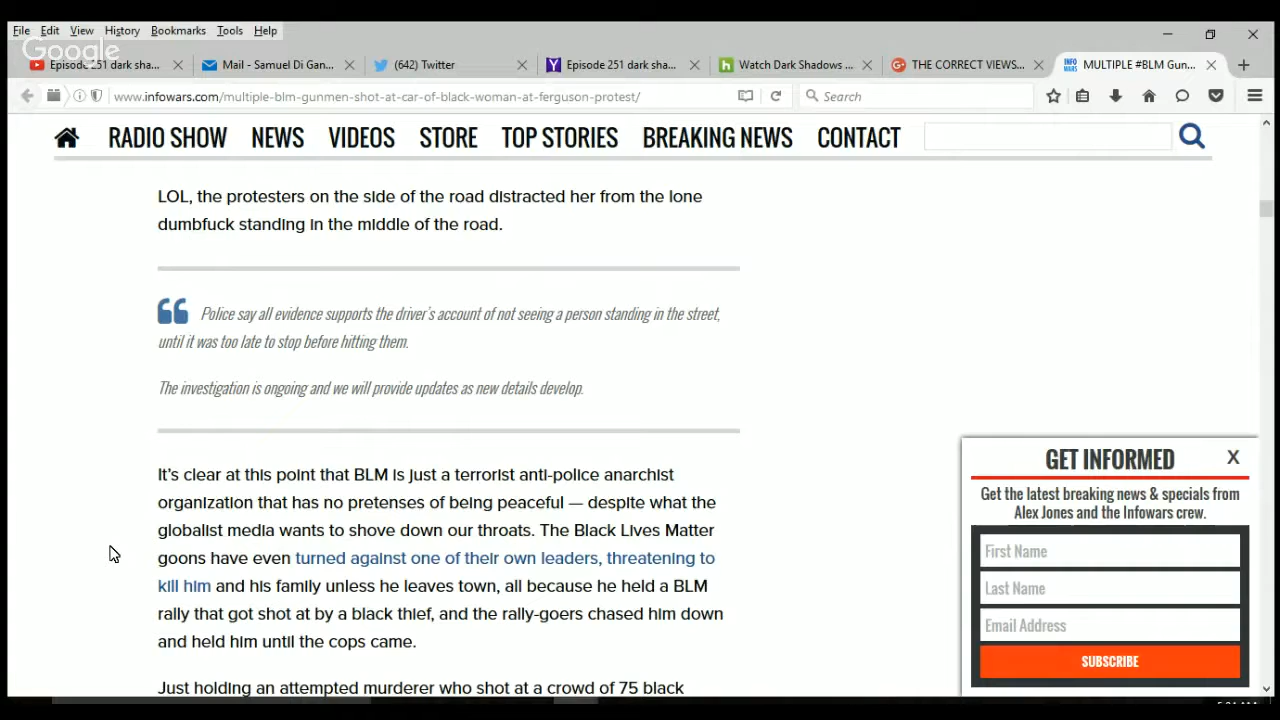 File Edit View History Bookmarks Tools Help
Google
Episode 251 dark sha...
Mail - Samuel Di Gan...
(642) Twitter
Episode 251 dark sha...
Watch Dark Shadows ...
THE CORRECT VIEWS...
INFO WARS MULTIPLE #BLM Gun...
www.infowars.com/multiple-blm-gunmen-shot-at-car-of-black-woman-at-ferguson-protest/
Search
RADIO SHOW NEWS VIDEOS STORE TOP STORIES BREAKING NEWS CONTACT
LOL, the protesters on the side of the road distracted her from the lone
dumbfuck standing in the middle of the road.
Police say all evidence supports the driver's account of not seeing a person standing in the street,
until it was too late to stop before hitting them.
The investigation is ongoing and we will provide updates as new details develop.
It's clear at this point that BLM is just a terrorist anti-police anarchist
organization that has no pretenses of being peaceful — despite what the
globalist media wants to shove down our throats. The Black Lives Matter
goons have even turned against one of their own leaders, threatening to
kill him and his family unless he leaves town, all because he held a BLM
rally that got shot at by a black thief, and the rally-goers chased him down
and held him until the cops came.
Just holding an attempted murderer who shot at a crowd of 75 black
GET INFORMED X
Get the latest breaking news & specials from
Alex Jones and the Infowars crew.
First Name
Last Name
Email Address
SUBSCRIBE